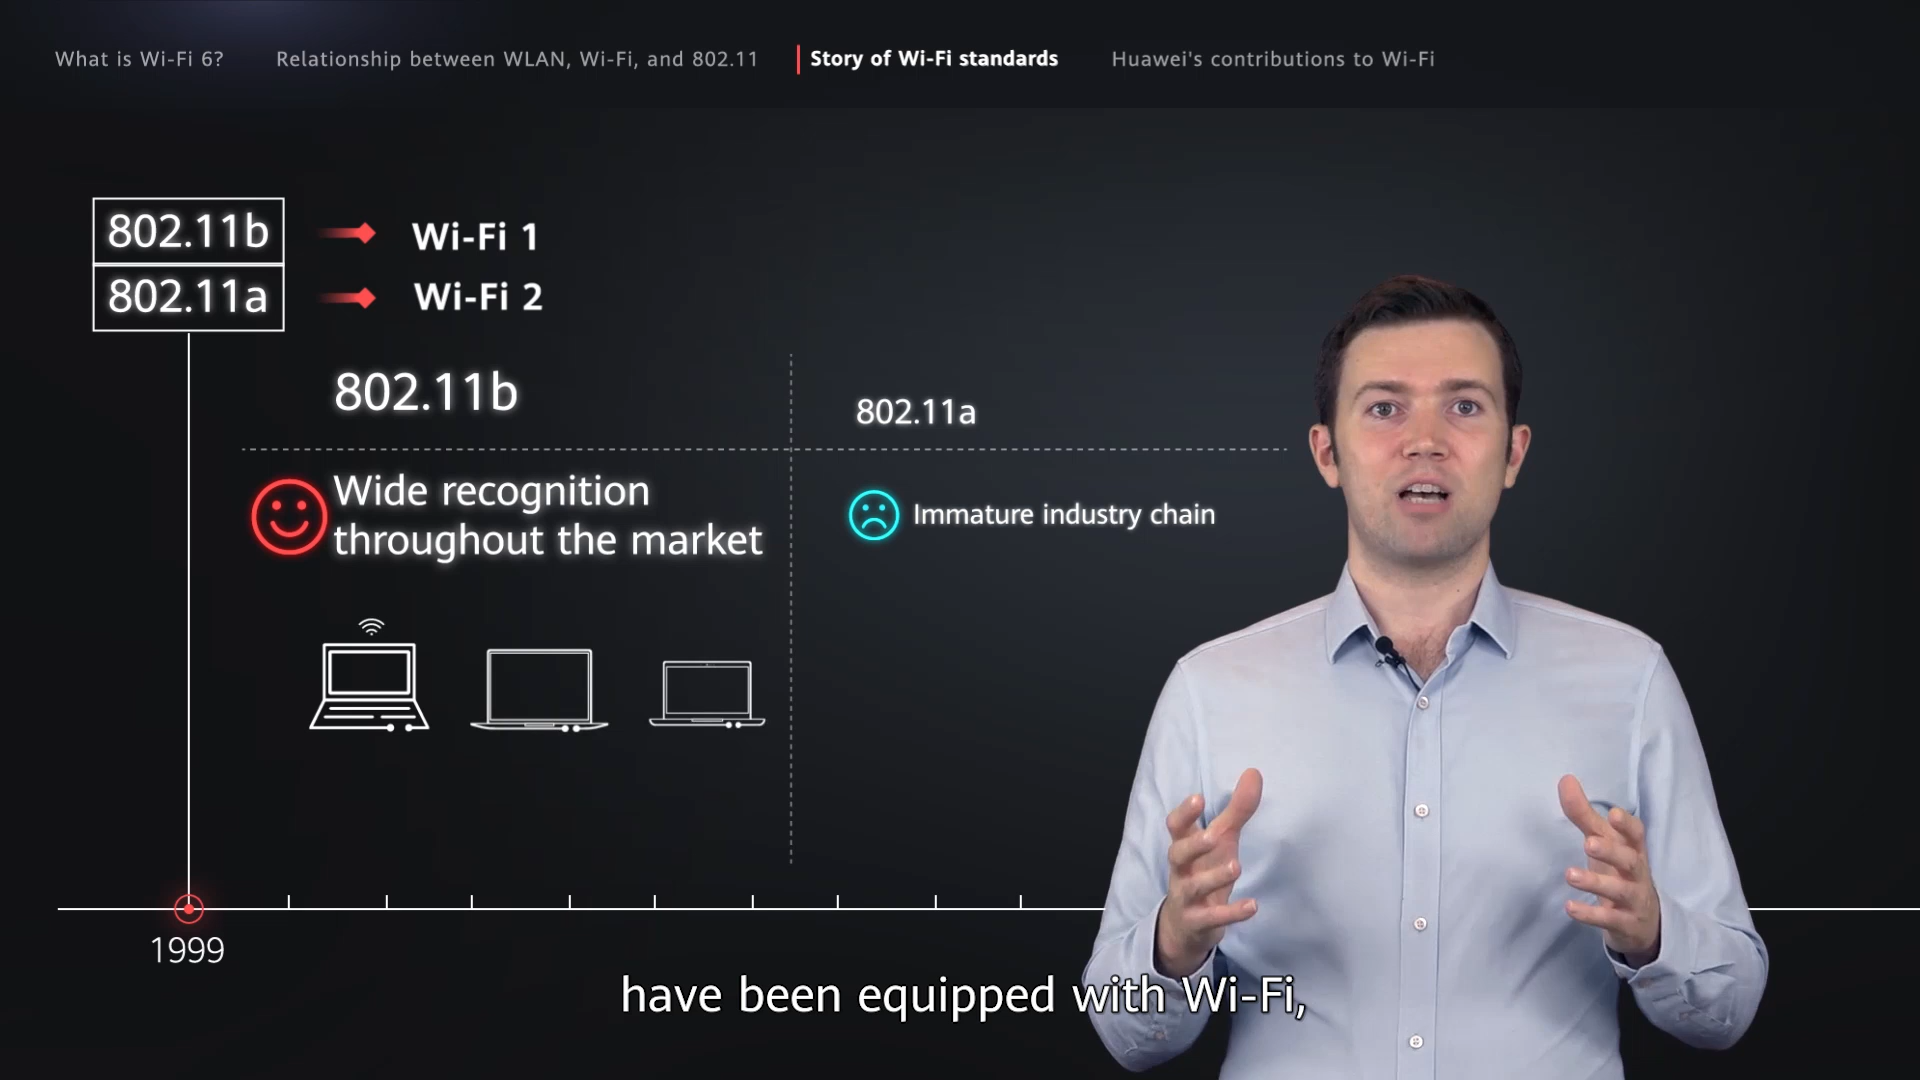 What is Wi-Fi 6?
Relationship between WLAN, Wi-Fi, and 802.11
Story of Wi-Fi standards
Huawei's contributions to Wi-Fi
802.11b
Wi-Fi 1
802.11a
Wi-Fi 2
802.11b
802.11a
Wide recognition
throughout the market
Immature industry chain
1999
have been equipped with Wi-Fi,